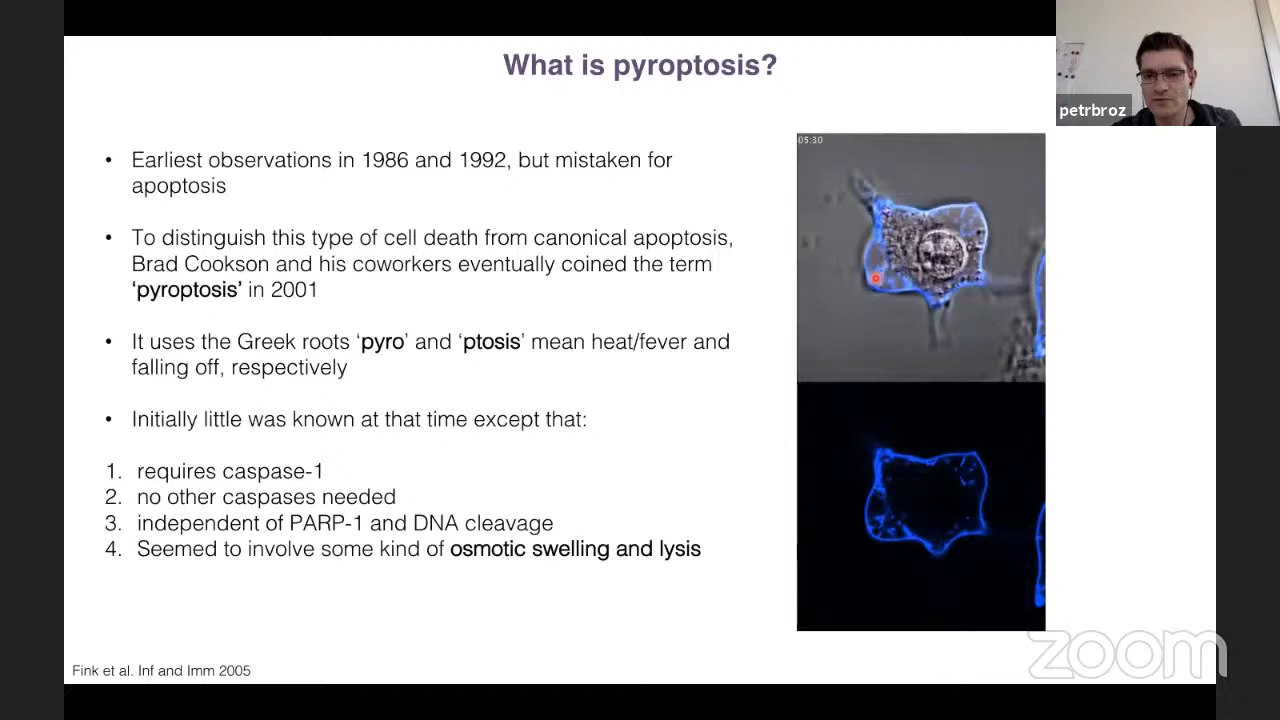 What is pyroptosis?
petrbroz
• Earliest observations in 1986 and 1992, but mistaken for
apoptosis
• To distinguish this type of cell death from canonical apoptosis,
Brad Cookson and his coworkers eventually coined the term
‘pyroptosis’ in 2001
• It uses the Greek roots ‘pyro’ and ‘ptosis’ mean heat/fever and
falling off, respectively
• Initially little was known at that time except that:
1. requires caspase-1
2. no other caspases needed
3. independent of PARP-1 and DNA cleavage
4. Seemed to involve some kind of osmotic swelling and lysis
05:30
Fink et al. Inf and Imm 2005
zoom